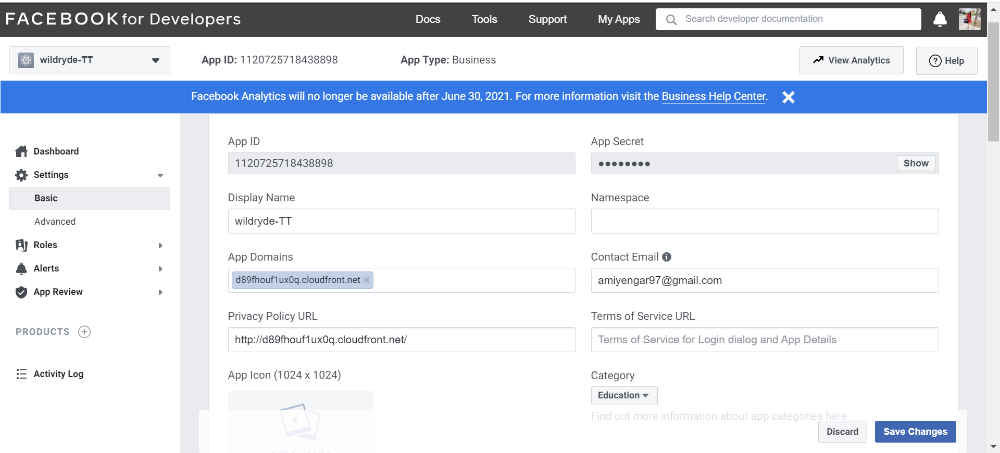 FACEBOOK for Developers
Docs
Tools
Support
My Apps
Search developer documentation
wildryde-TT
App ID: 1120725718438898
App Type: Business
View Analytics
Help
Facebook Analytics will no longer be available after June 30, 2021. For more information visit the Business Help Center.
Dashboard
Settings
Basic
Advanced
Roles
Alerts
App Review
PRODUCTS
Activity Log
App ID
1120725718438898
App Secret
●●●●●●●●
Show
Display Name
wildryde-TT
Namespace
App Domains
d89fhouf1ux0q.cloudfront.net
Contact Email
amiyengar97@gmail.com
Privacy Policy URL
http://d89fhouf1ux0q.cloudfront.net/
Terms of Service URL
Terms of Service for Login dialog and App Details
App Icon (1024 x 1024)
Category
Education
Find out more information about app categories here
Discard
Save Changes